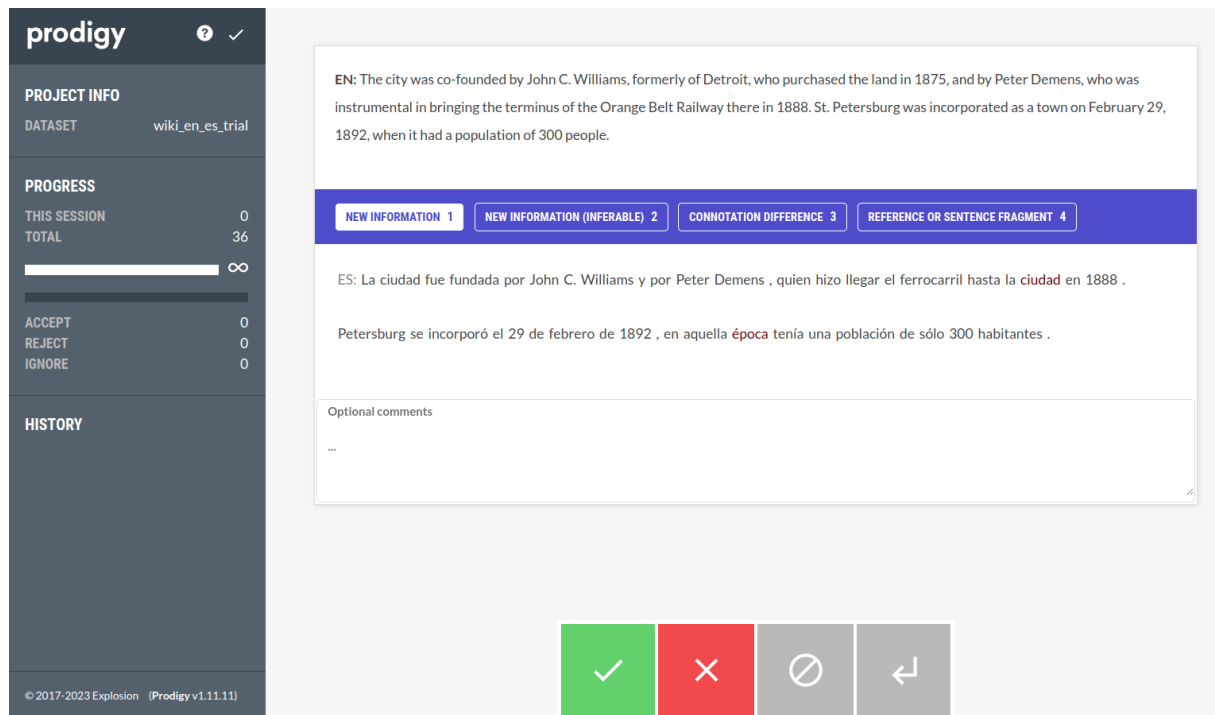 prodigy
PROJECT INFO
DATASET wiki_en_es_trial
PROGRESS
THIS SESSION 0
TOTAL 36
∞
ACCEPT 0
REJECT 0
IGNORE 0
HISTORY
© 2017-2023 Explosion (Prodigy v1.11.11)
EN: The city was co-founded by John C. Williams, formerly of Detroit, who purchased the land in 1875, and by Peter Demens, who was
instrumental in bringing the terminus of the Orange Belt Railway there in 1888. St. Petersburg was incorporated as a town on February 29,
1892, when it had a population of 300 people.
NEW INFORMATION 1 NEW INFORMATION (INFERABLE) 2 CONNOTATION DIFFERENCE 3 REFERENCE OR SENTENCE FRAGMENT 4
ES: La ciudad fue fundada por John C. Williams y por Peter Demens , quien hizo llegar el ferrocarril hasta la ciudad en 1888 .
Petersburg se incorporó el 29 de febrero de 1892 , en aquella época tenía una población de sólo 300 habitantes .
Optional comments
...